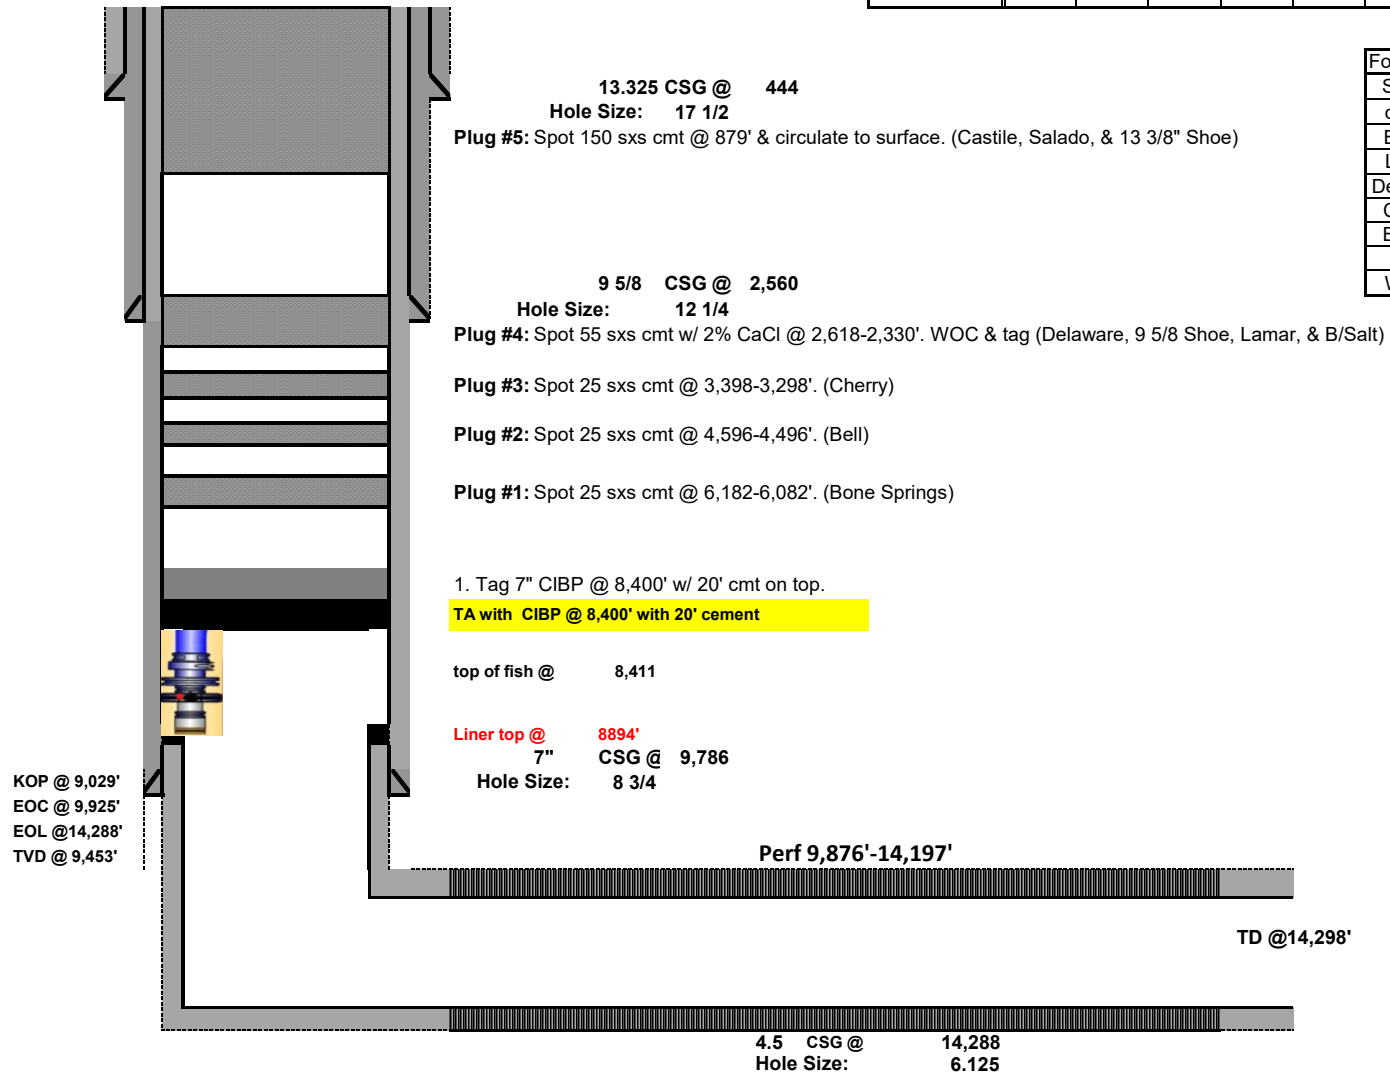 13.325 CSG @ 444
Hole Size: 17 1/2
Plug #5: Spot 150 sxs cmt @ 879' & circulate to surface. (Castile, Salado, & 13 3/8" Shoe)
9 5/8 CSG @ 2,560
Hole Size: 12 1/4
Plug #4: Spot 55 sxs cmt w/ 2% CaCl @ 2,618-2,330'. WOC & tag (Delaware, 9 5/8 Shoe, Lamar, & B/Salt)
Plug #3: Spot 25 sxs cmt @ 3,398-3,298'. (Cherry)
Plug #2: Spot 25 sxs cmt @ 4,596-4,496'. (Bell)
Plug #1: Spot 25 sxs cmt @ 6,182-6,082'. (Bone Springs)
1. Tag 7" CIBP @ 8,400' w/ 20' cmt on top.
TA with CIBP @ 8,400' with 20' cement
top of fish @ 8,411
Liner top @ 8894'
7" CSG @ 9,786
Hole Size: 8 3/4
KOP @ 9,029'
EOC @ 9,925'
EOL @14,288'
TVD @ 9,453'
Perf 9,876'-14,197'
TD @14,298'
4.5 CSG @ 14,288
Hole Size: 6.125